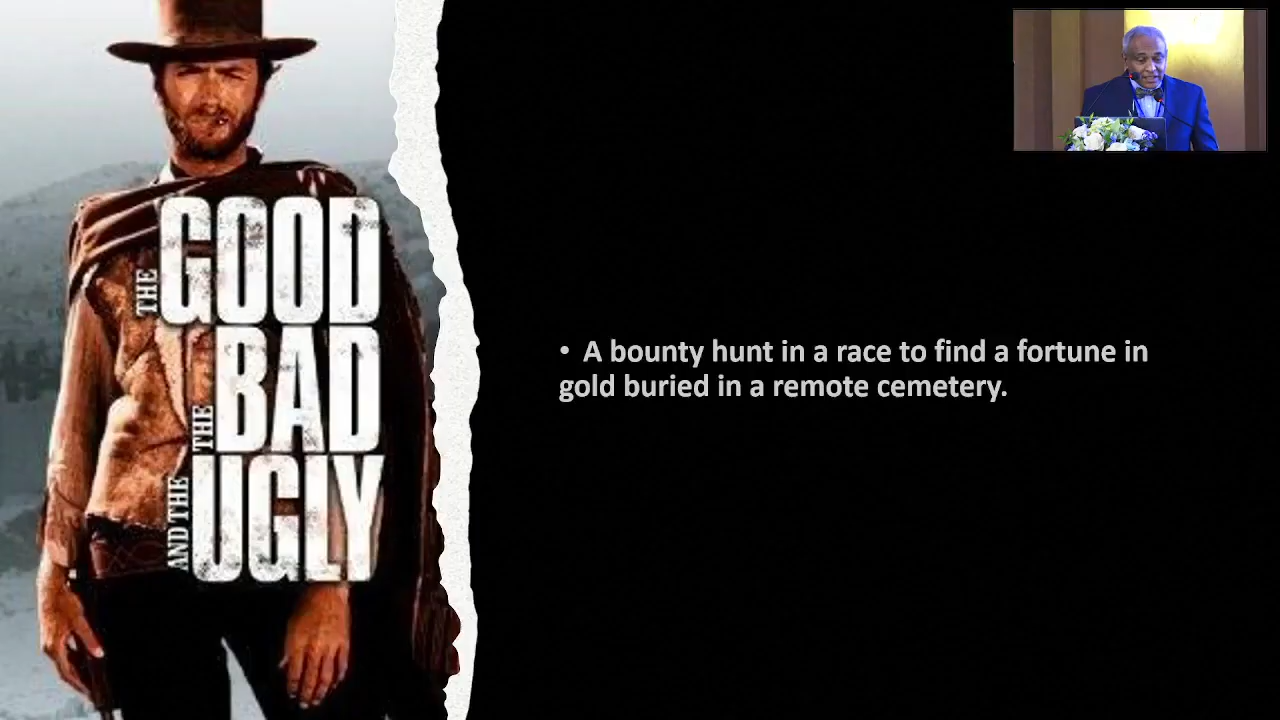 THE GOOD
THE BAD
AND THE UGLY
• A bounty hunt in a race to find a fortune in
gold buried in a remote cemetery.